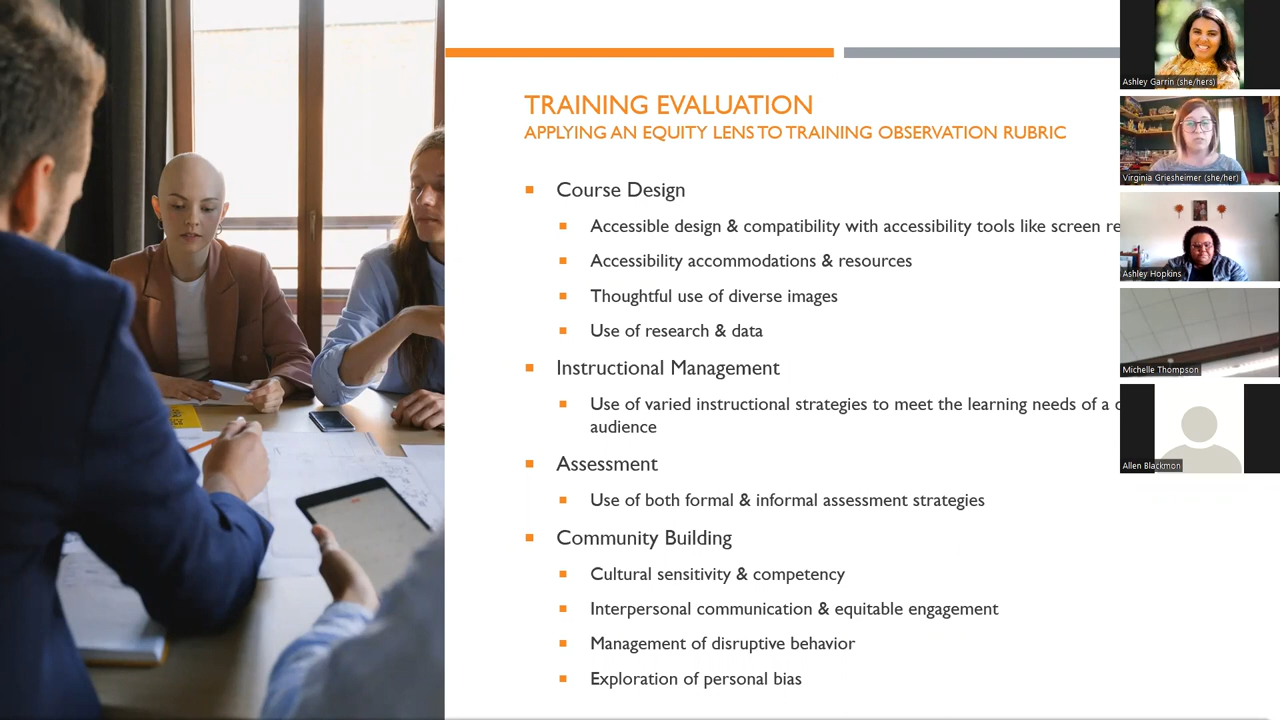 TRAINING EVALUATION
APPLYING AN EQUITY LENS TO TRAINING OBSERVATION RUBRIC
Course Design
Accessible design & compatibility with accessibility tools like screen
Accessibility accommodations & resources
Thoughtful use of diverse images
Use of research & data
Instructional Management
Use of varied instructional strategies to meet the learning needs of a
audience
Assessment
Use of both formal & informal assessment strategies
Community Building
Cultural sensitivity & competency
Interpersonal communication & equitable engagement
Management of disruptive behavior
Exploration of personal bias
Ashley Garrin (she/hers)
Virginia Griesheimer (she/her)
Ashley Hopkins
Michelle Thompson
Allen Blackmon